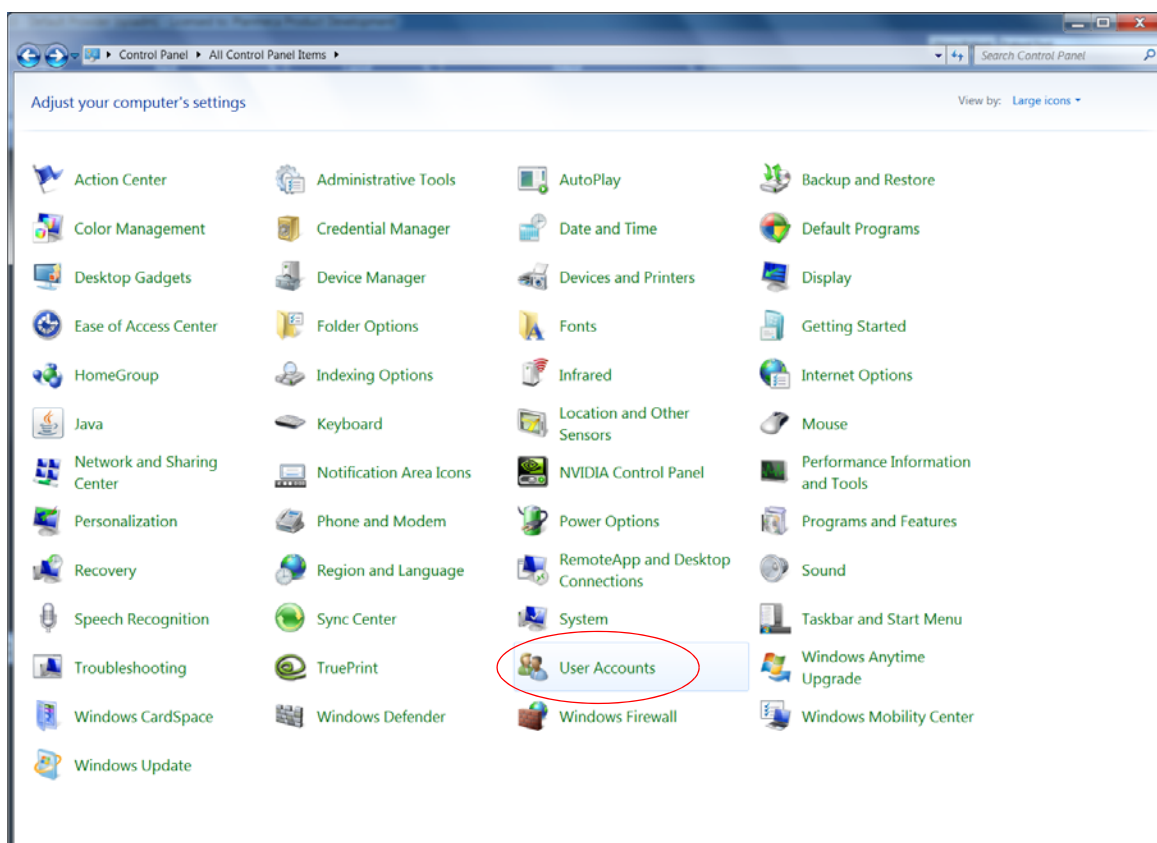 Control Panel All Control Panel Items Search Control Panel
Adjust your computer's settings View by: Large icons
Action Center Administrative Tools AutoPlay Backup and Restore
Color Management Credential Manager Date and Time Default Programs
Desktop Gadgets Device Manager Devices and Printers Display
Ease of Access Center Folder Options Fonts Getting Started
HomeGroup Indexing Options Infrared Internet Options
Java Keyboard Location and Other
Sensors Mouse
Network and Sharing
Center Notification Area Icons NVIDIA Control Panel Performance Information
and Tools
Personalization Phone and Modem Power Options Programs and Features
Recovery Region and Language RemoteApp and Desktop
Connections Sound
Speech Recognition Sync Center System Taskbar and Start Menu
Troubleshooting TruePrint User Accounts Windows Anytime
Upgrade
Windows CardSpace Windows Defender Windows Firewall Windows Mobility Center
Windows Update